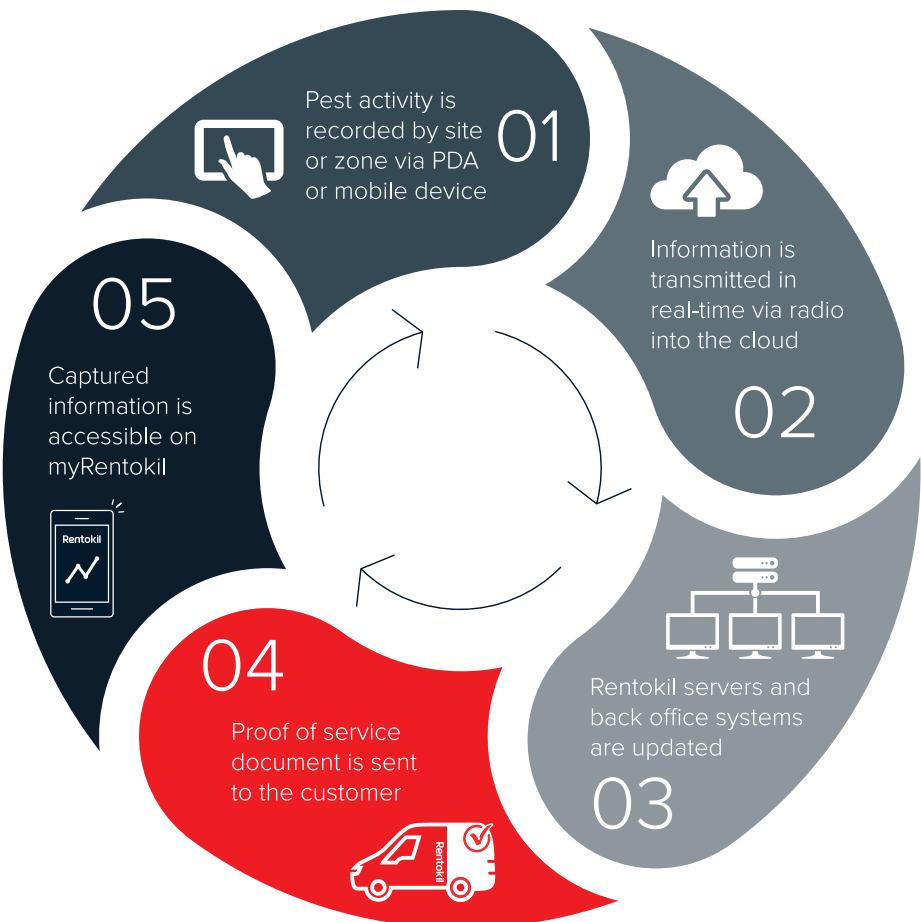 Pest activity is
recorded by site
or zone via PDA
or mobile device
01
Information is
transmitted in
real-time via radio
into the cloud
02
Rentokil servers and
back office systems
are updated
03
04
Proof of service
document is sent
to the customer
Rentokil
05
Captured
information is
accessible on
myRentokil
Rentokil